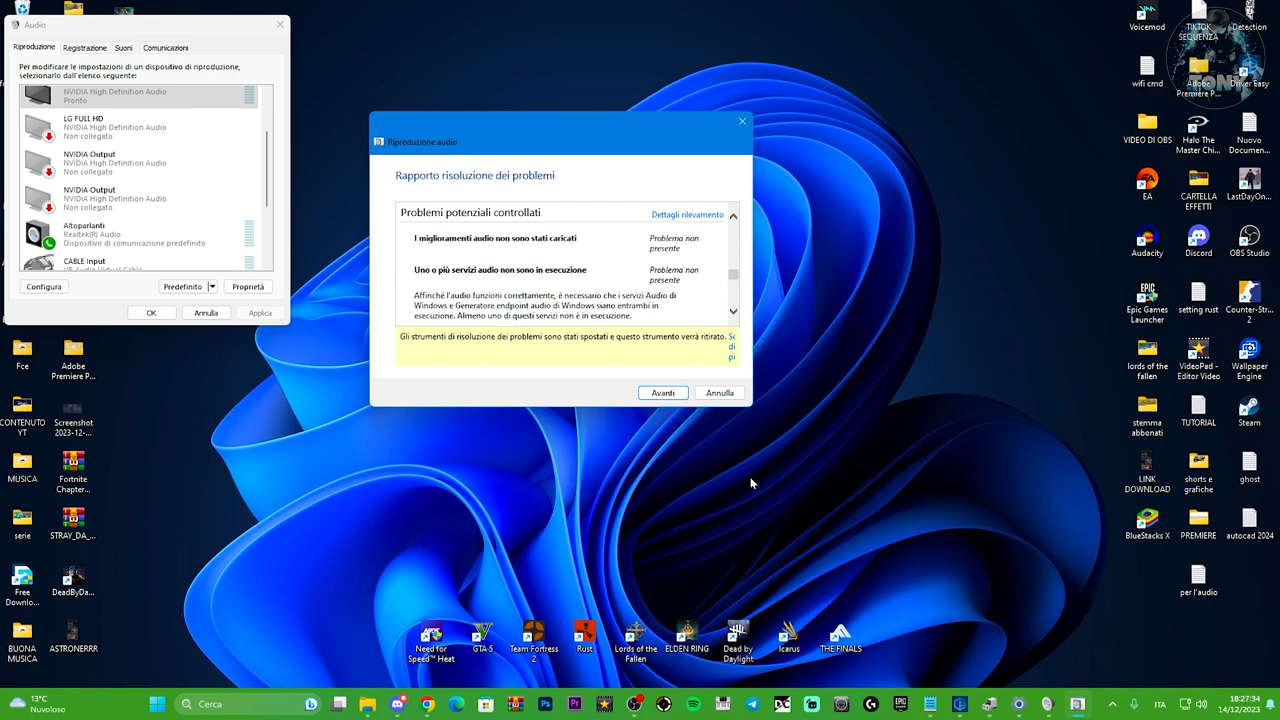 Audio
Riproduzione
Registrazione
Suoni
Comunicazioni
Per modificare le impostazioni di un dispositivo di riproduzione,
selezionarlo dall'elenco seguente:
NVIDIA High Definition Audio
Pronto
LG FULL HD
NVIDIA High Definition Audio
Non collegato
NVIDIA Output
NVIDIA High Definition Audio
Non collegato
NVIDIA Output
NVIDIA High Definition Audio
Non collegato
Altoparlanti
Realtek(R) Audio
Dispositivo di comunicazione predefinito
CABLE Input
VB-Audio Virtual Cable
Configura
Predefinito
Proprietà
OK
Annulla
Applica
Riproduzione audio
Rapporto risoluzione dei problemi
Problemi potenziali controllati
Dettagli rilevamento
I miglioramenti audio non sono stati caricati
Problema non
presente
Uno o più servizi audio non sono in esecuzione
Problema non
presente
Affinché l'audio funzioni correttamente, è necessario che i servizi Audio di
Windows e Generatore endpoint audio di Windows siano entrambi in
esecuzione. Almeno uno di questi servizi non è in esecuzione.
Gli strumenti di risoluzione dei problemi sono stati spostati e questo strumento verrà ritirato.
Sc
di
pi
Avanti
Annulla
Voicemod
TIKTOK
SEQUENZA
Detection
wifi cmd
Adobe
Premiere P...
Driver Easy
VIDEO DI OBS
Halo The
Master Chi...
Nuovo
Documen...
EA
CARTELLA
EFFETTI
LastDayOn...
Audacity
Discord
OBS Studio
Epic Games
Launcher
setting rust
Counter-Str...
2
lords of the
fallen
VideoPad -
Editor Video
Wallpaper
Engine
stemma
abbonati
TUTORIAL
Steam
LINK
DOWNLOAD
shorts e
grafiche
ghost
BlueStacks X
PREMIERE
autocad 2024
per l'audio
Fce
Adobe
Premiere P...
CONTENUTO
YT
Screenshot
2023-12-...
MUSICA
Fortnite
Chapter...
serie
STRAY_DA_...
Free
Downlo...
DeadByDa...
BUONA
MUSICA
ASTRONERRR
Need for
Speed™ Heat
GTA 5
Team Fortress
2
Rust
Lords of the
Fallen
ELDEN RING
Dead by
Daylight
Icarus
THE FINALS
13°C
Nuvoloso
Cerca
ITA
18:27:34
14/12/2023